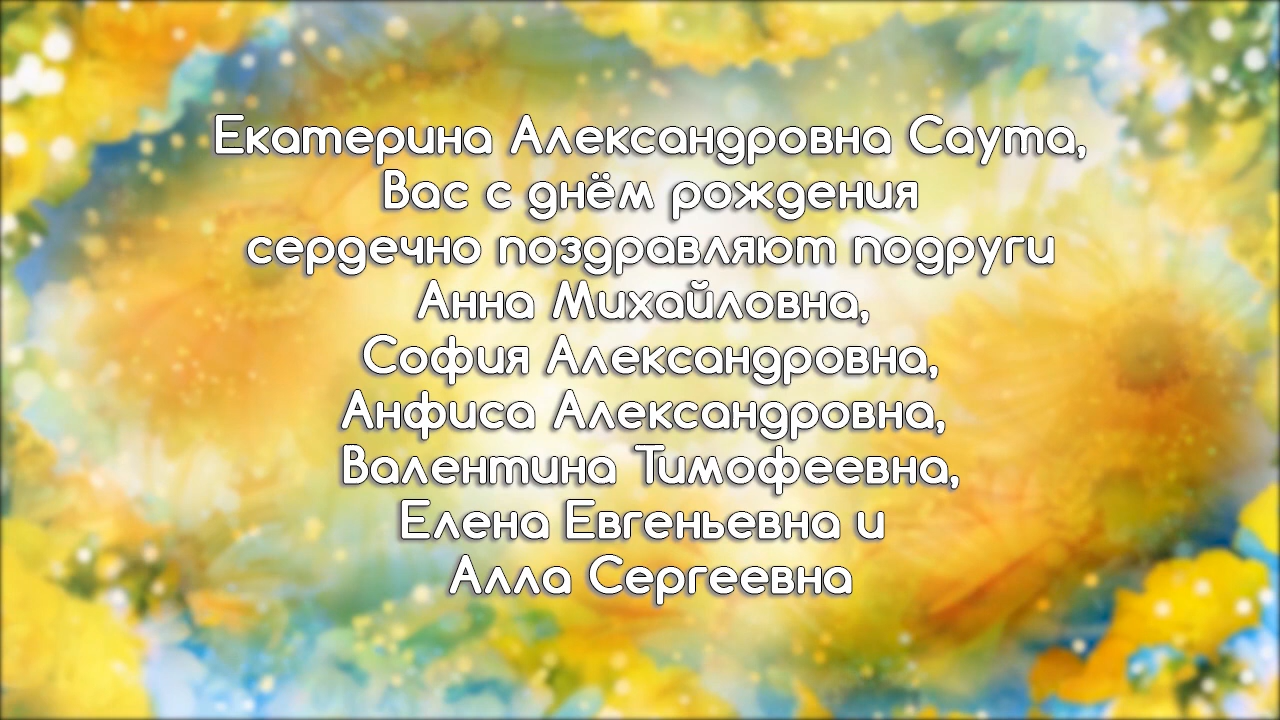 Екатерина Александровна Саута,
Вас с днём рождения
сердечно поздравляют подруги
Анна Михайловна,
София Александровна,
Анфиса Александровна,
Валентина Тимофеевна,
Елена Евгеньевна и
Алла Сергеевна